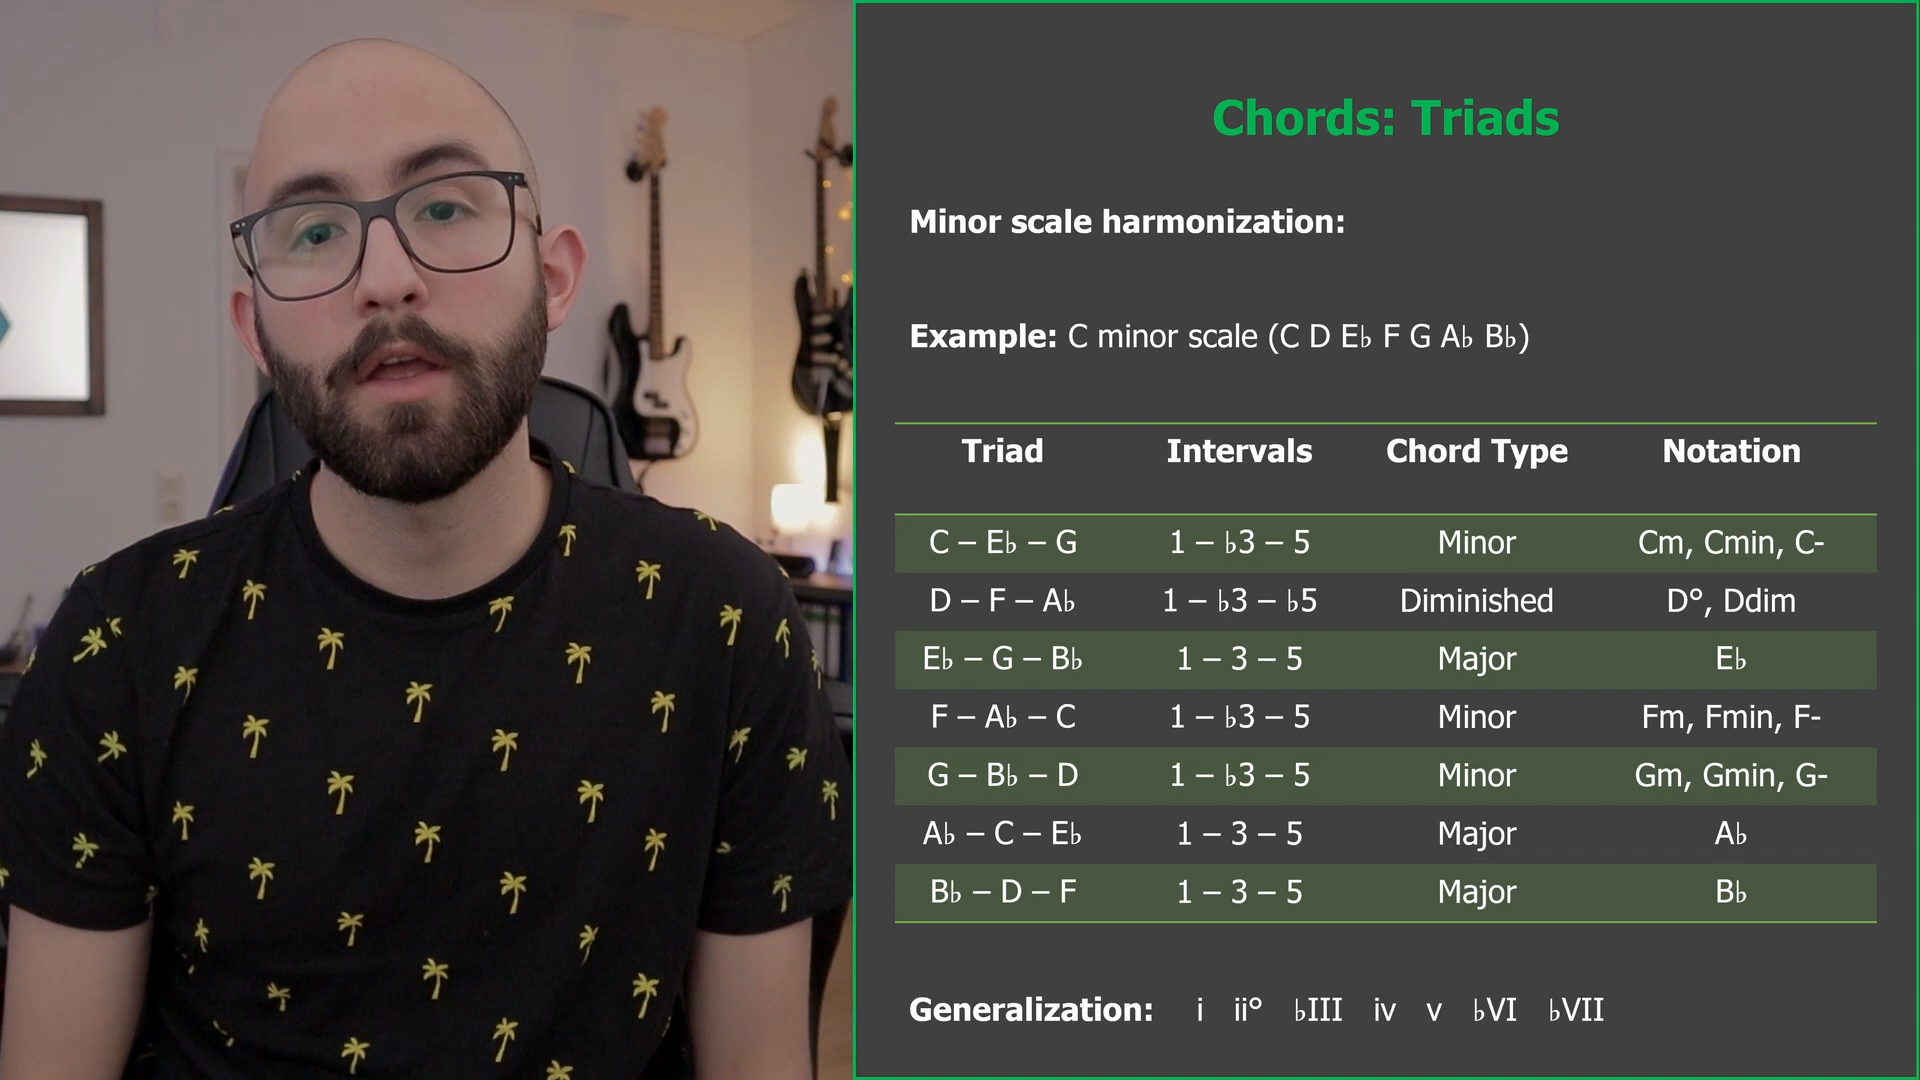 Chords: Triads
Minor scale harmonization:
Example: C minor scale (C D E♭ F G A♭ B♭)
Triad Intervals Chord Type Notation
C – E♭ – G 1 – ♭3 – 5 Minor Cm, Cmin, C-
D – F – A♭ 1 – ♭3 – ♭5 Diminished D°, Ddim
E♭ – G – B♭ 1 – 3 – 5 Major E♭
F – A♭ – C 1 – ♭3 – 5 Minor Fm, Fmin, F-
G – B♭ – D 1 – ♭3 – 5 Minor Gm, Gmin, G-
A♭ – C – E♭ 1 – 3 – 5 Major A♭
B♭ – D – F 1 – 3 – 5 Major B♭
Generalization: i ii° ♭III iv v ♭VI ♭VII